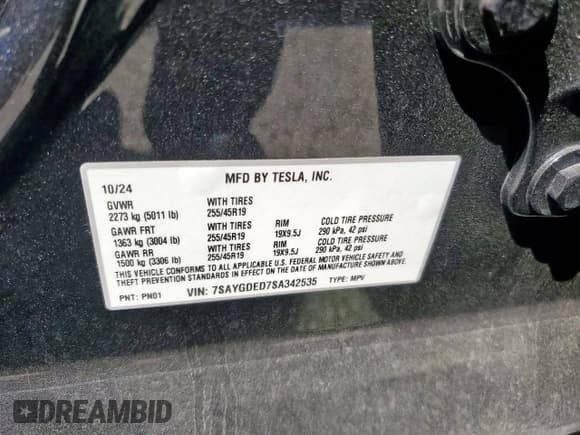 10/24 MFD BY TESLA, INC.
GVWR WITH TIRES
2273 kg (5011 lb) 255/45R19
GAWR FRT WITH TIRES RIM COLD TIRE PRESSURE
1363 kg (3004 lb) 255/45R19 19X9.5J 290 kPa, 42 psi
GAWR RR WITH TIRES RIM COLD TIRE PRESSURE
1500 kg (3306 lb) 255/45R19 19X9.5J 290 kPa, 42 psi
THIS VEHICLE CONFORMS TO ALL APPLICABLE U.S. FEDERAL MOTOR VEHICLE SAFETY AND
THEFT PREVENTION STANDARDS IN EFFECT ON THE DATE OF MANUFACTURE SHOWN ABOVE.
PNT: PN01 VIN: 7SAYGDED7SA342535 TYPE: MPV
DREAMBID